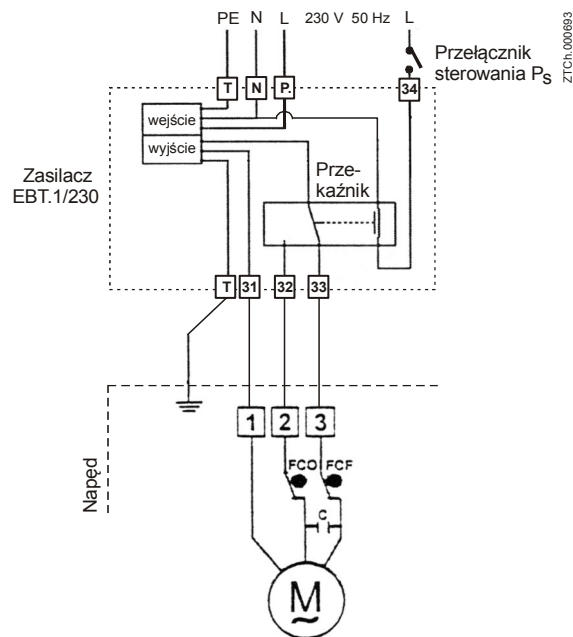 PE N L 230 V 50 Hz L
ZTCh.000693
Przełącznik
sterowania Ps
T N P. 34
wejście
wyjście
Zasilacz
EBT.1/230
Prze-
kaźnik
T 31 32 33
1 2 3
Napęd
FCO FCF
C
M
~